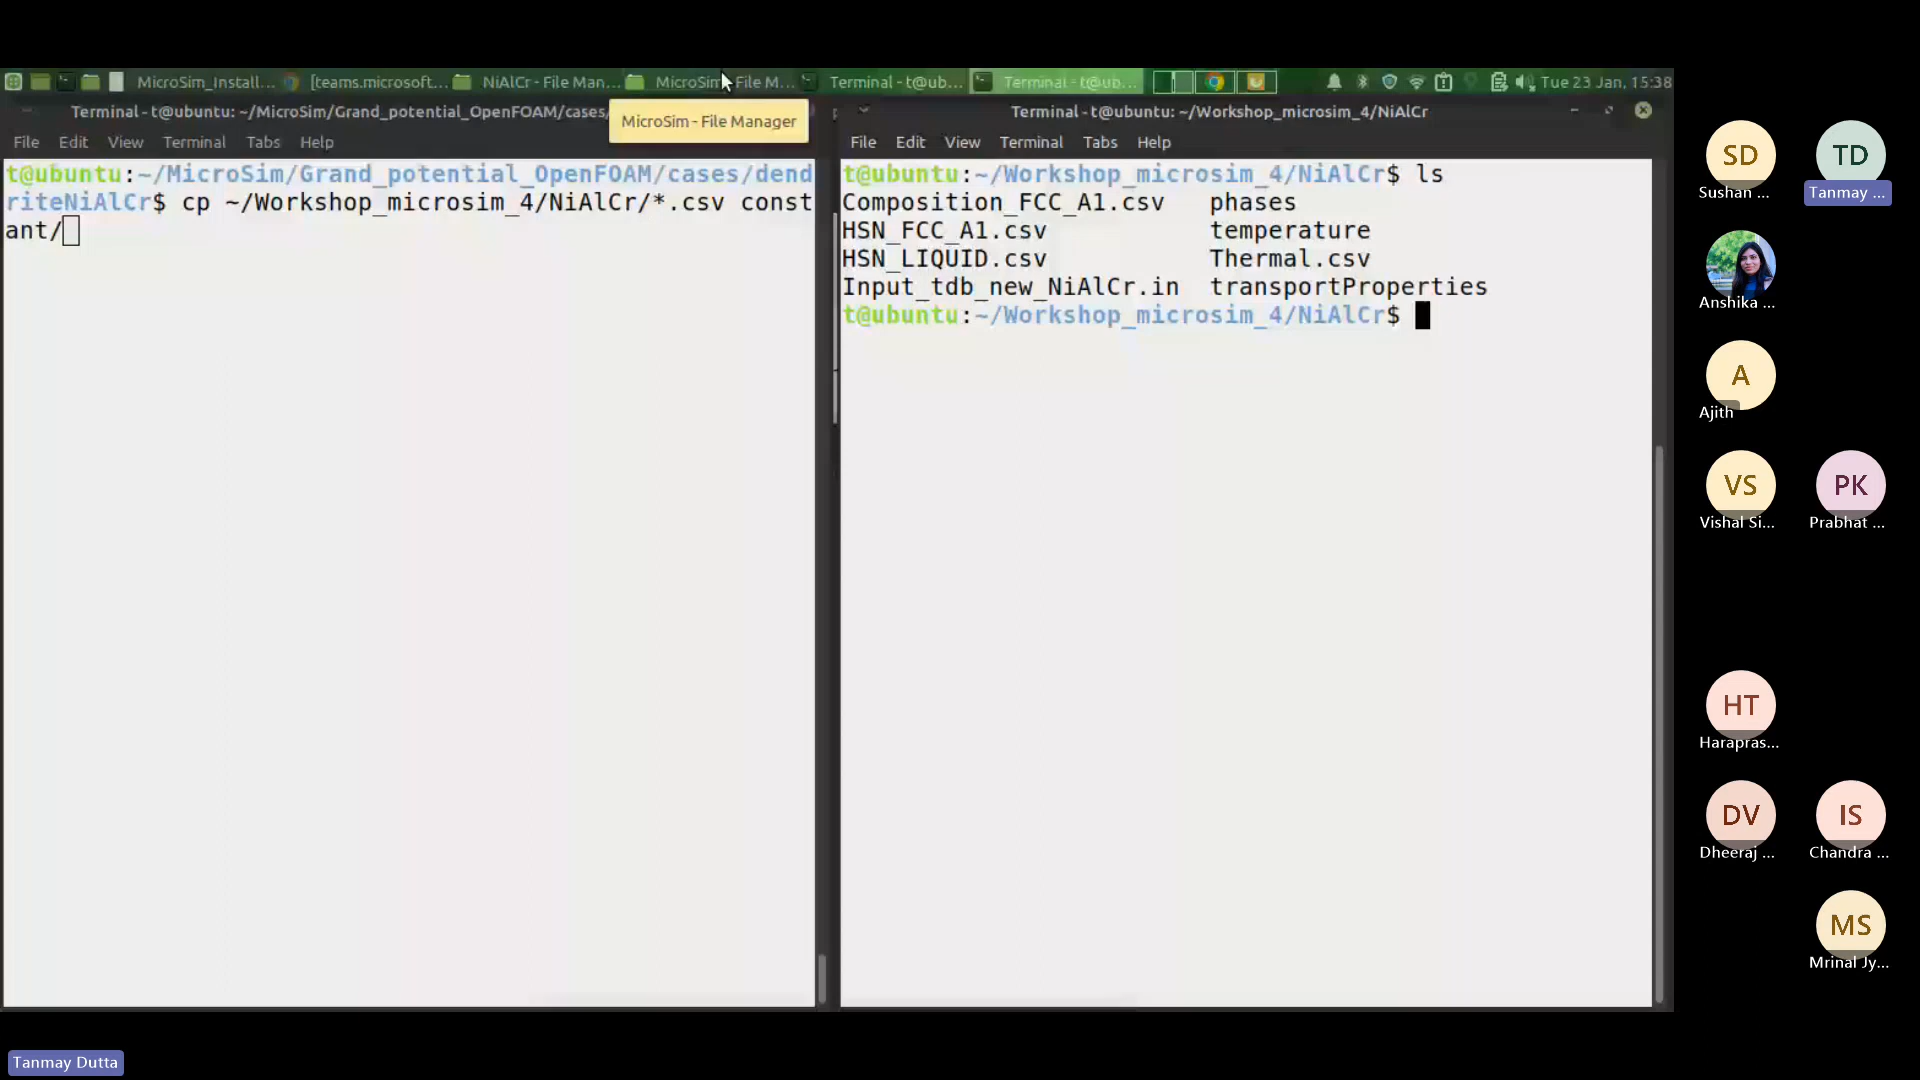 MicroSim_Install...
[teams.microsoft...
NiAlCr - File Man...
MicroSim - File M...
Terminal - t@ub...
Terminal - t@ub...
Tue 23 Jan, 15:38
Terminal - t@ubuntu: ~/MicroSim/Grand_potential_OpenFOAM/cases/
MicroSim - File Manager
Terminal - t@ubuntu: ~/Workshop_microsim_4/NiAlCr
File Edit View Terminal Tabs Help
File Edit View Terminal Tabs Help
t@ubuntu:~/MicroSim/Grand_potential_OpenFOAM/cases/dend
riteNiAlCr$ cp ~/Workshop_microsim_4/NiAlCr/*.csv const
ant/
t@ubuntu:~/Workshop_microsim_4/NiAlCr$ ls
Composition_FCC_A1.csv phases
HSN_FCC_A1.csv temperature
HSN_LIQUID.csv Thermal.csv
Input_tdb_new_NiAlCr.in transportProperties
t@ubuntu:~/Workshop_microsim_4/NiAlCr$
SD
Sushan ...
TD
Tanmay ...
Anshika ...
A
Ajith
VS
Vishal Si...
PK
Prabhat ...
HT
Harapras...
DV
Dheeraj ...
IS
Chandra ...
MS
Mrinal Jy...
Tanmay Dutta